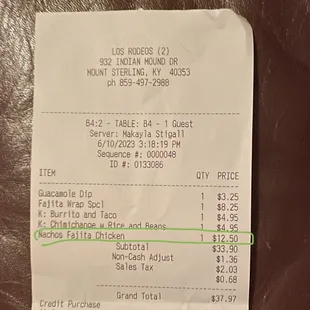 LOS RODEOS (2)
932 INDIAN MOUND DR
MOUNT STERLING, KY 40353
ph 859-497-2988
B4:2 - TABLE: B4 - 1 Guest
Server: Makayla Stigall
6/10/2023 3:18:19 PM
Sequence #: 0000048
ID #: 0133086
ITEM QTY PRICE
Guacamole Dip 1 $3.25
Fajita Wrap Spcl 1 $8.25
K: Burrito and Taco 1 $4.95
K: Chimichange w Rice and Beans 1 $4.95
Nachos Fajita Chicken 1 $12.50
Subtotal $33.90
Non-Cash Adjust $1.36
Sales Tax $2.03
$0.68
Grand Total $37.97
Credit Purchase